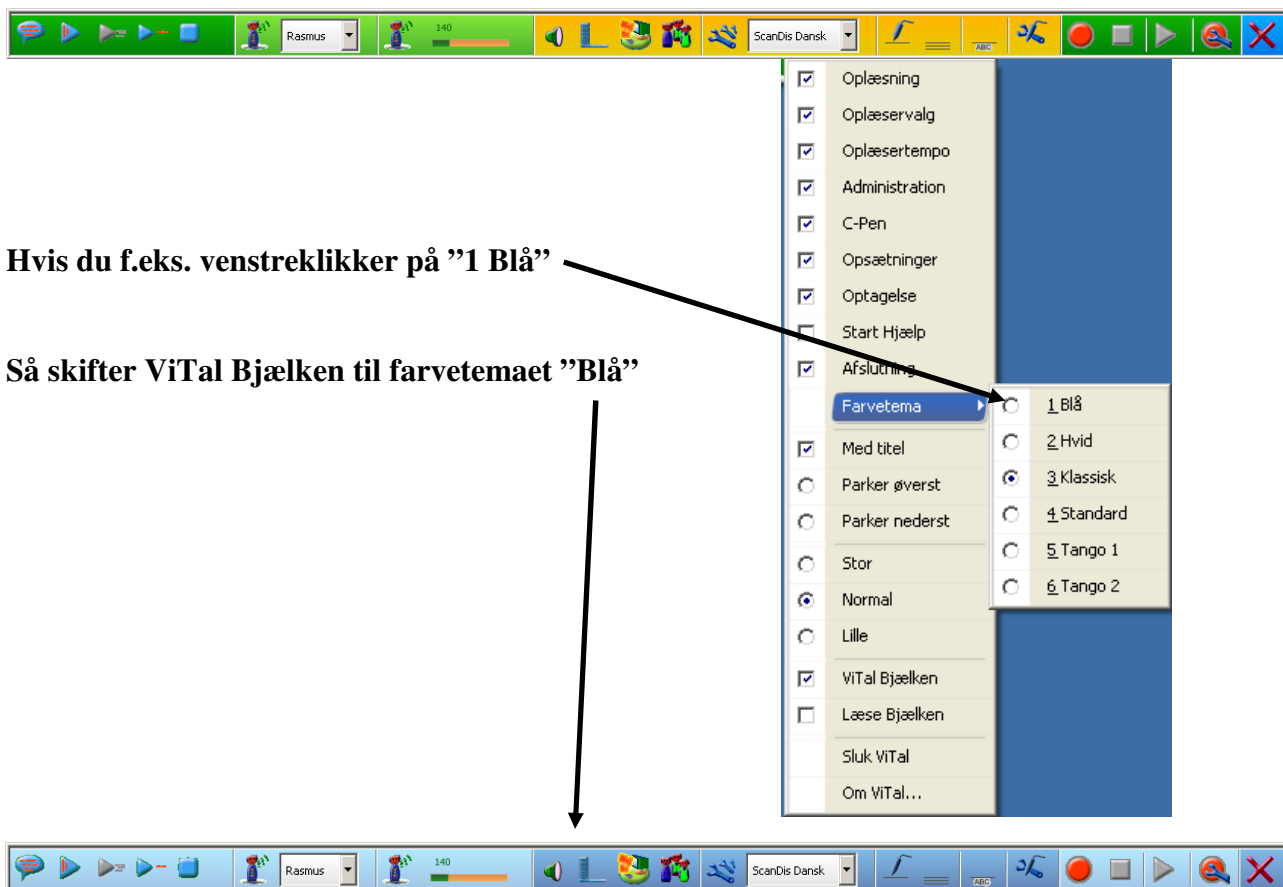 Rasmus
140
ScanDis Dansk
ABC
Oplæsning
Oplæservalg
Oplæsertempo
Administration
C-Pen
Hvis du f.eks. venstreklikker på ”1 Blå”
Opsætninger
Optagelse
Start Hjælp
Så skifter ViTal Bjælken til farvetemaet ”Blå”
Afslutning
Farvetema
1 Blå
2 Hvid
3 Klassisk
4 Standard
5 Tango 1
6 Tango 2
Med titel
Parker øverst
Parker nederst
Stor
Normal
Lille
ViTal Bjælken
Læse Bjælken
Sluk ViTal
Om ViTal...
Rasmus
140
ScanDis Dansk
ABC